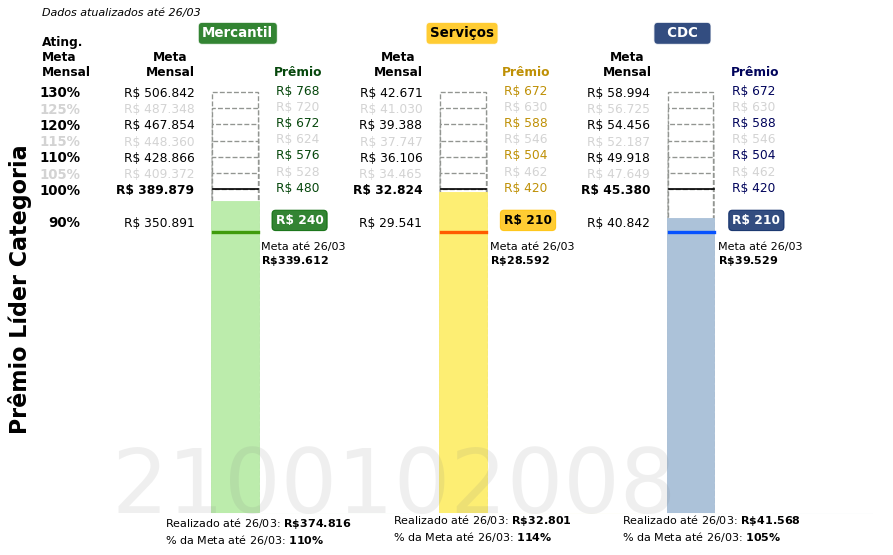 Dados atualizados até 26/03
Mercantil Serviços CDC
Ating. Meta Mensal
Meta Mensal Prêmio Meta Mensal Prêmio Meta Mensal Prêmio
130% R$ 506.842 R$ 768 R$ 42.671 R$ 672 R$ 58.994 R$ 672
125% R$ 487.348 R$ 720 R$ 41.030 R$ 630 R$ 56.725 R$ 630
120% R$ 467.854 R$ 672 R$ 39.388 R$ 588 R$ 54.456 R$ 588
115% R$ 448.360 R$ 624 R$ 37.747 R$ 546 R$ 52.187 R$ 546
110% R$ 428.866 R$ 576 R$ 36.106 R$ 504 R$ 49.918 R$ 504
105% R$ 409.372 R$ 528 R$ 34.465 R$ 462 R$ 47.649 R$ 462
100% R$ 389.879 R$ 480 R$ 32.824 R$ 420 R$ 45.380 R$ 420
90% R$ 350.891 R$ 240 R$ 29.541 R$ 210 R$ 40.842 R$ 210
Meta até 26/03 Meta até 26/03 Meta até 26/03
R$339.612 R$28.592 R$39.529
Prêmio Líder Categoria
2100102008
Realizado até 26/03: R$374.816 Realizado até 26/03: R$32.801 Realizado até 26/03: R$41.568
% da Meta até 26/03: 110% % da Meta até 26/03: 114% % da Meta até 26/03: 105%